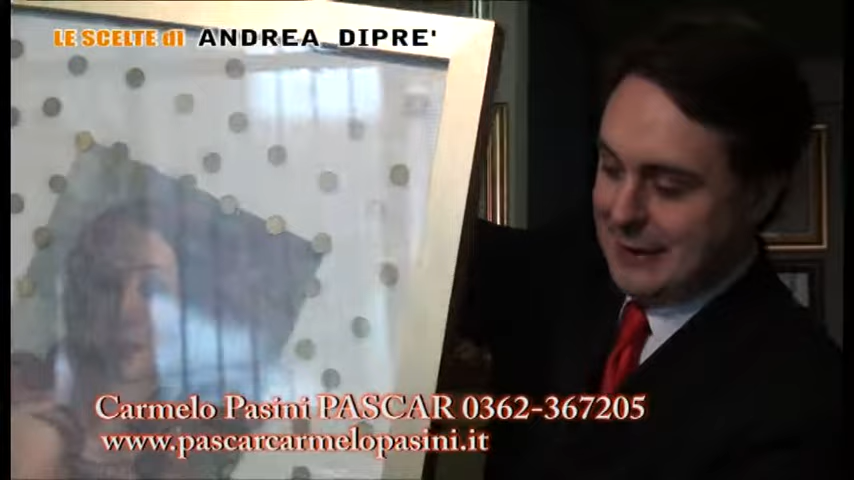 LE SCELTE di ANDREA DIPRE'
Carmelo Pasini PASCAR 0362-367205
www.pascarcarmelopasini.it